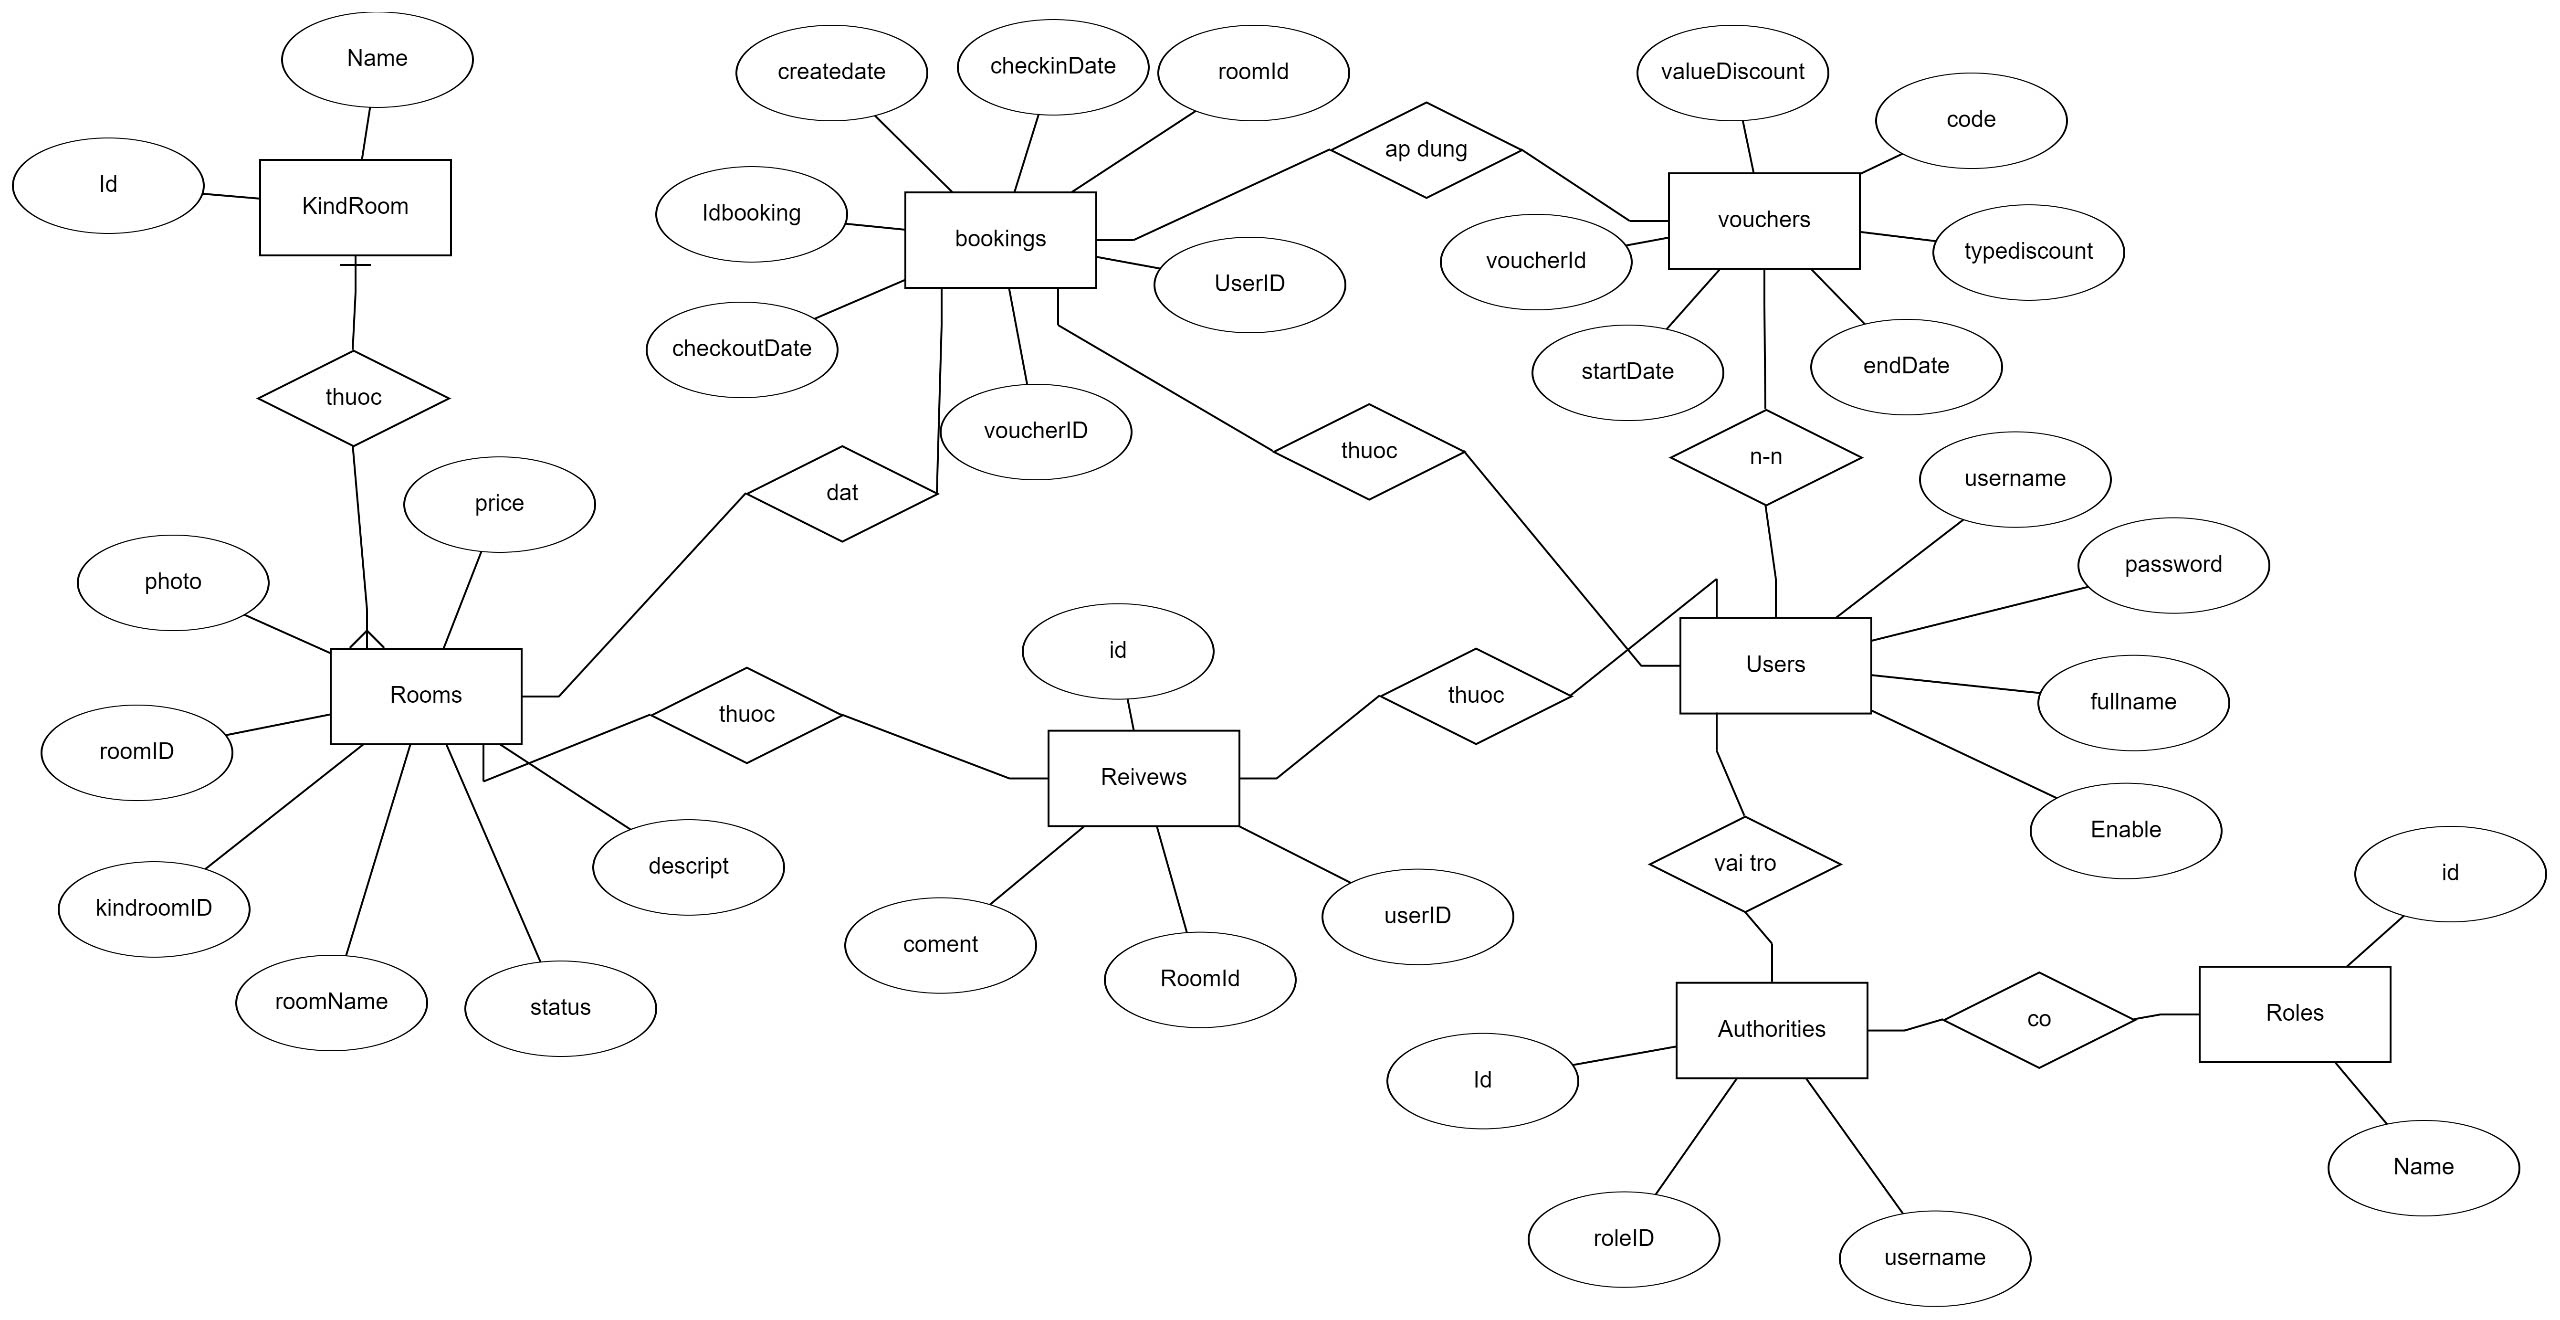 Name
createdate
checkinDate
roomId
valueDiscount
code
ap dung
Id
KindRoom
Idbooking
bookings
vouchers
voucherId
typediscount
UserID
checkoutDate
startDate
endDate
thuoc
voucherID
thuoc
n-n
username
price
dat
photo
password
id
Users
Rooms
thuoc
thuoc
fullname
roomID
Reivews
Enable
descript
vai tro
id
kindroomID
coment
userID
roomName
status
RoomId
Authorities
co
Roles
Id
Name
roleID
username